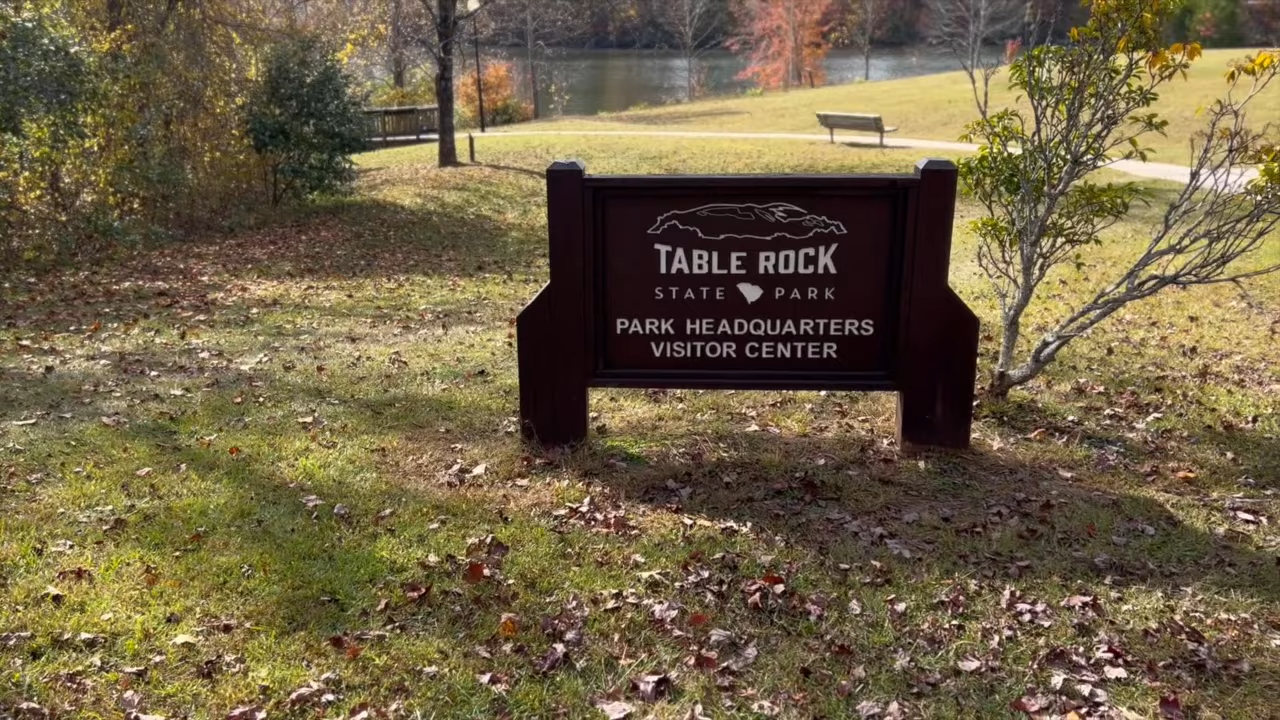 TABLE ROCK
STATE PARK
PARK HEADQUARTERS
VISITOR CENTER